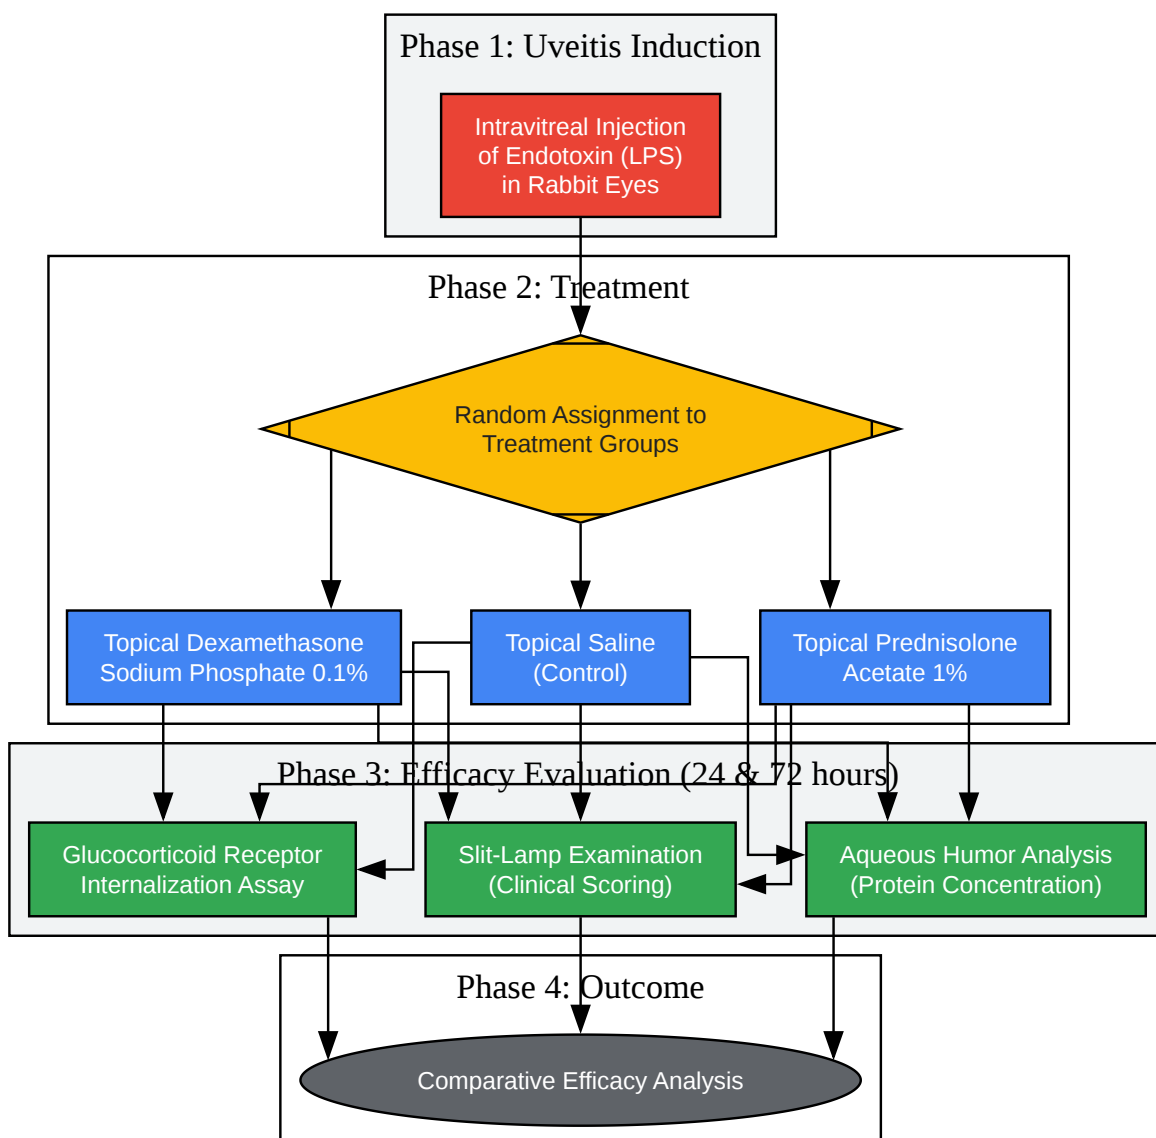 Phase 1: Uveitis Induction
Intravitreal Injection
of Endotoxin (LPS)
in Rabbit Eyes
Phase 2: Treatment
Random Assignment to
Treatment Groups
Topical Dexamethasone
Sodium Phosphate 0.1%
Topical Saline
(Control)
Topical Prednisolone
Acetate 1%
Phase 3: Efficacy Evaluation (24 & 72 hours)
Glucocorticoid Receptor
Internalization Assay
Slit-Lamp Examination
(Clinical Scoring)
Aqueous Humor Analysis
(Protein Concentration)
Phase 4: Outcome
Comparative Efficacy Analysis